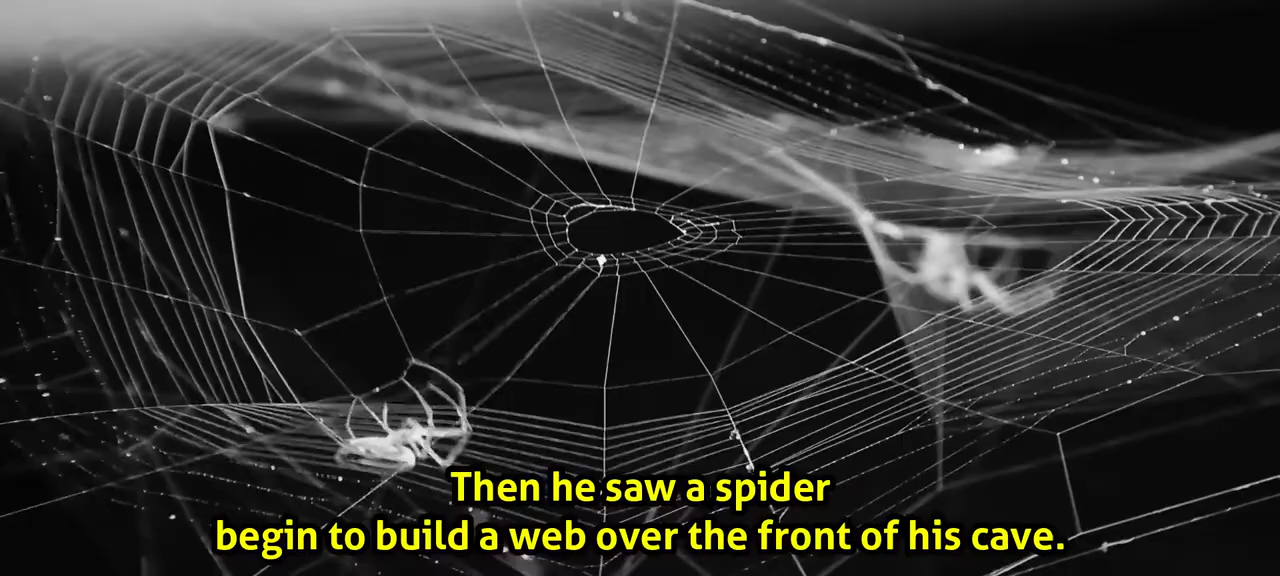 Then he saw a spider
begin to build a web over the front of his cave.